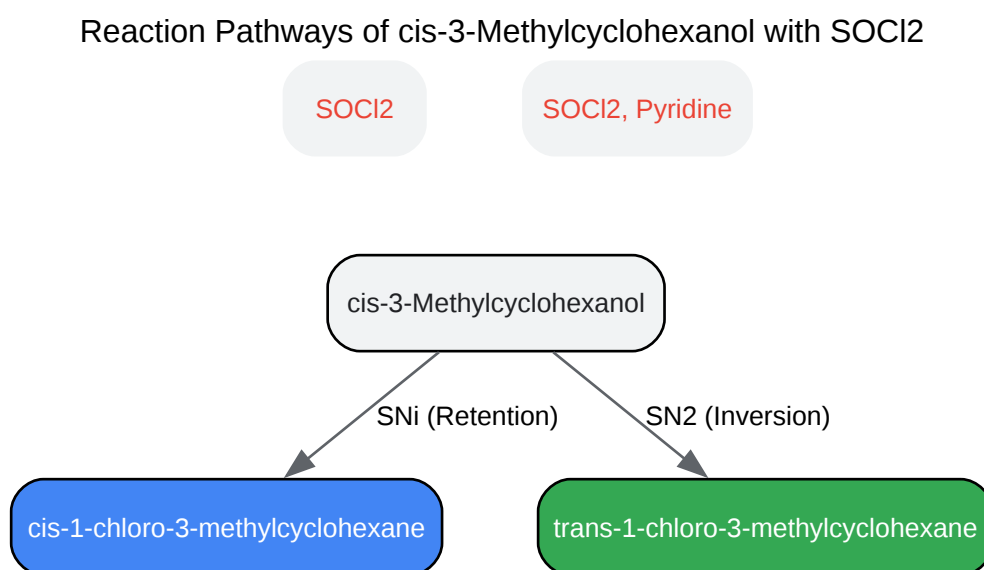 Reaction Pathways of cis-3-Methylcyclohexanol with SOCl2
SOCl2
SOCl2, Pyridine
cis-3-Methylcyclohexanol
SNi (Retention)
SN2 (Inversion)
cis-1-chloro-3-methylcyclohexane
trans-1-chloro-3-methylcyclohexane